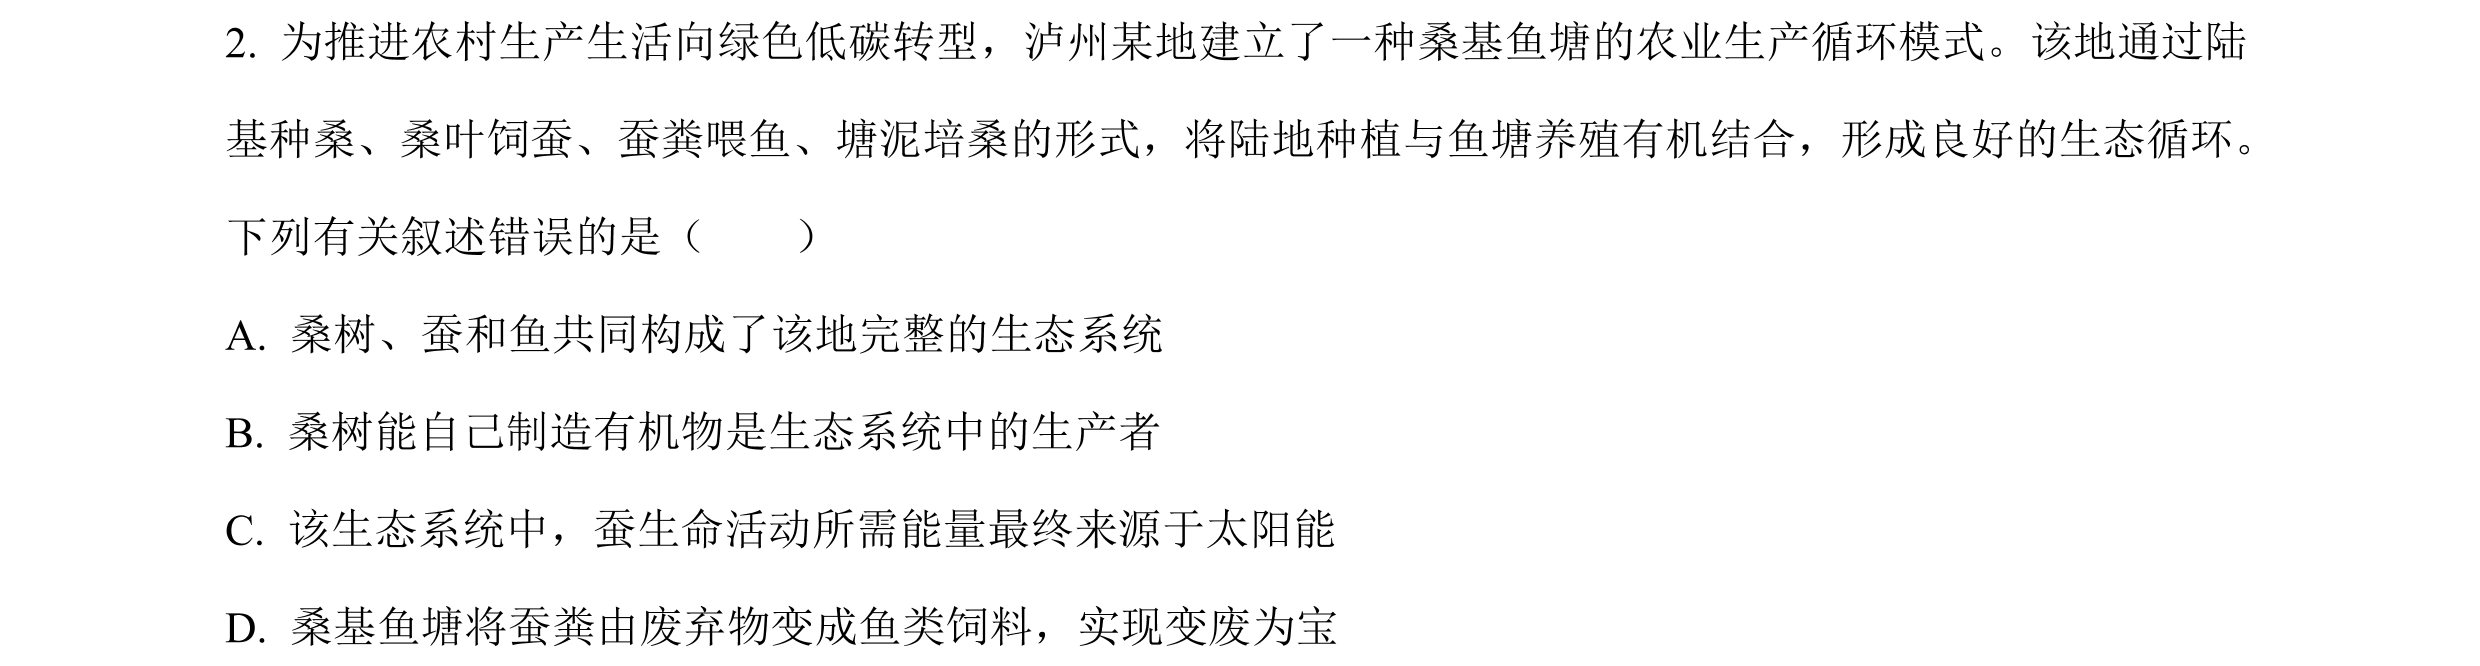 2. 为推进农村生产生活向绿色低碳转型，泸州某地建立了一种桑基鱼塘的农业生产循环模式。该地通过陆
基种桑、桑叶饲蚕、蚕粪喂鱼、塘泥培桑的形式，将陆地种植与鱼塘养殖有机结合，形成良好的生态循环。
下列有关叙述错误的是（　　）
A. 桑树、蚕和鱼共同构成了该地完整的生态系统
B. 桑树能自己制造有机物是生态系统中的生产者
C. 该生态系统中，蚕生命活动所需能量最终来源于太阳能
D. 桑基鱼塘将蚕粪由废弃物变成鱼类饲料，实现变废为宝